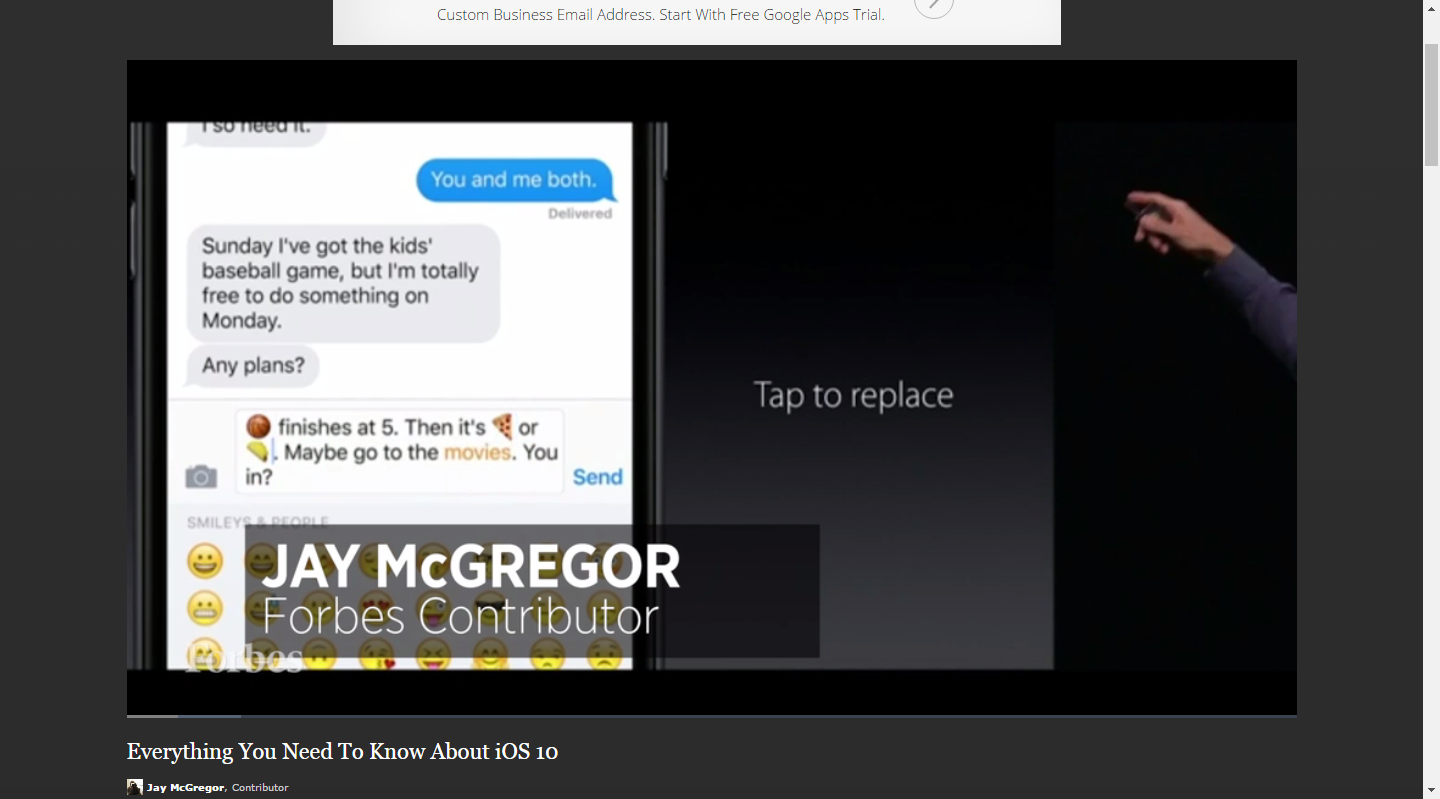 Custom Business Email Address. Start With Free Google Apps Trial.
I so need it.
You and me both.
Delivered
Sunday I've got the kids'
baseball game, but I'm totally
free to do something on
Monday.
Any plans?
🏀 finishes at 5. Then it's 🍕 or
🌮. Maybe go to the movies. You
in?
Send
Tap to replace
SMILEYS & PEOPLE
JAY McGREGOR
Forbes Contributor
Forbes
Everything You Need To Know About iOS 10
Jay McGregor, Contributor